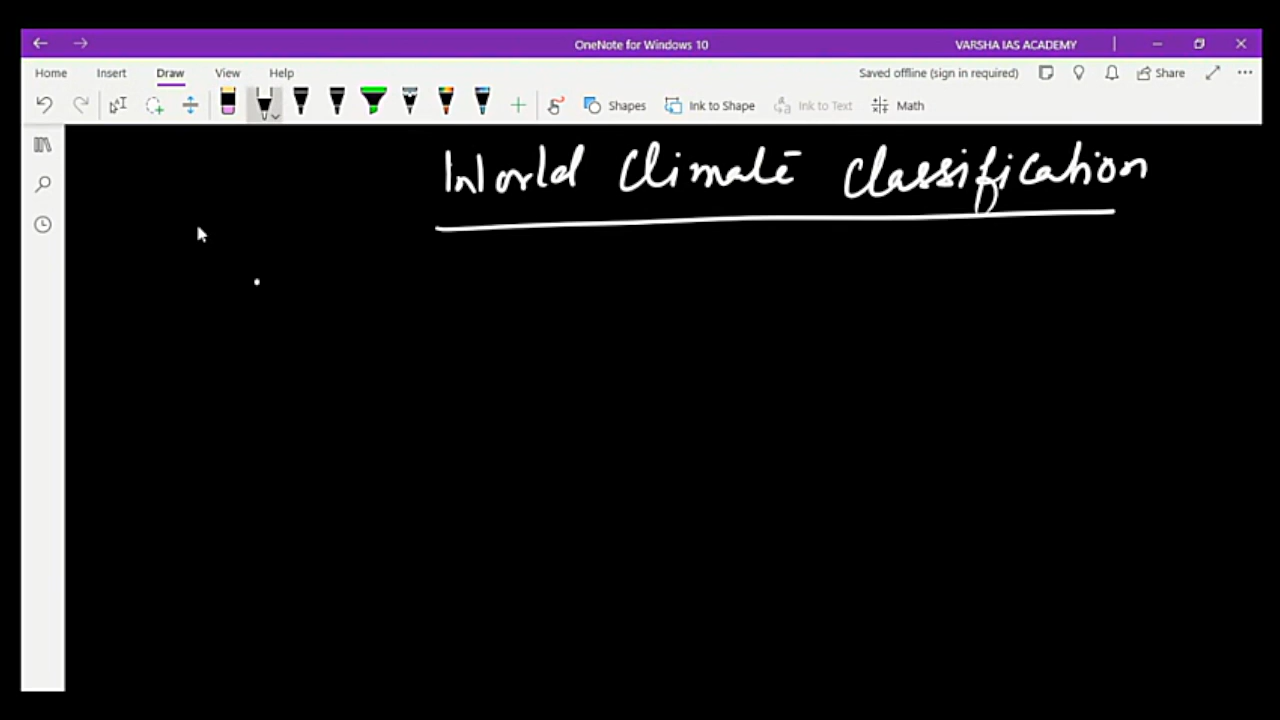 OneNote for Windows 10 VARSHA IAS ACADEMY
Home Insert Draw View Help Saved offline (sign in required) Share
Shapes Ink to Shape Ink to Text Math
World Climate Classification